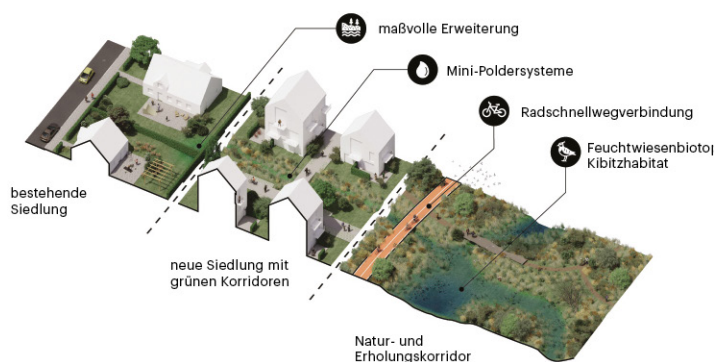 maßvolle Erweiterung
Mini-Poldersysteme
Radschnellwegverbindung
Feuchtwiesenbiotop
Kibitzhabitat
bestehende
Siedlung
neue Siedlung mit
grünen Korridoren
Natur- und
Erholungskorridor